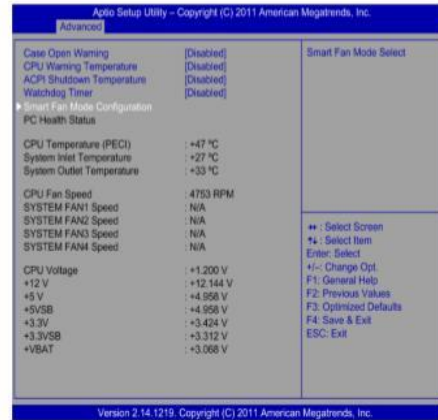 Aptio Setup Utility – Copyright (C) 2011 American Megatrends, Inc.
Advanced
Case Open Warning [Disabled]
CPU Warning Temperature [Disabled]
ACPI Shutdown Temperature [Disabled]
Watchdog Timer [Disabled]
Smart Fan Mode Configuration
PC Health Status
CPU Temperature (PECI) : +47 ºC
System Inlet Temperature : +27 ºC
System Outlet Temperature : +33 ºC
CPU Fan Speed : 4753 RPM
SYSTEM FAN1 Speed : N/A
SYSTEM FAN2 Speed : N/A
SYSTEM FAN3 Speed : N/A
SYSTEM FAN4 Speed : N/A
CPU Voltage : +1.200 V
+12 V : +12.144 V
+5 V : +4.958 V
+5VSB : +4.958 V
+3.3V : +3.424 V
+3.3VSB : +3.312 V
+VBAT : +3.068 V
Smart Fan Mode Select
↔ : Select Screen
↑↓ : Select Item
Enter: Select
+/-: Change Opt.
F1: General Help
F2: Previous Values
F3: Optimized Defaults
F4: Save & Exit
ESC: Exit
Version 2.14.1219. Copyright (C) 2011 American Megatrends, Inc.